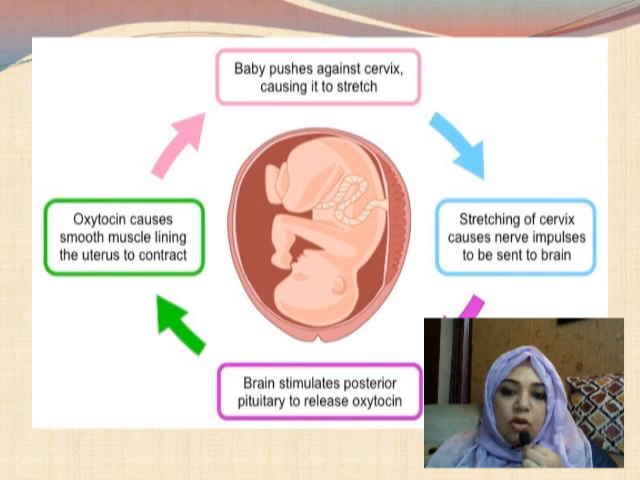 Baby pushes against cervix,
causing it to stretch
Stretching of cervix
causes nerve impulses
to be sent to brain
Brain stimulates posterior
pituitary to release oxytocin
Oxytocin causes
smooth muscle lining
the uterus to contract